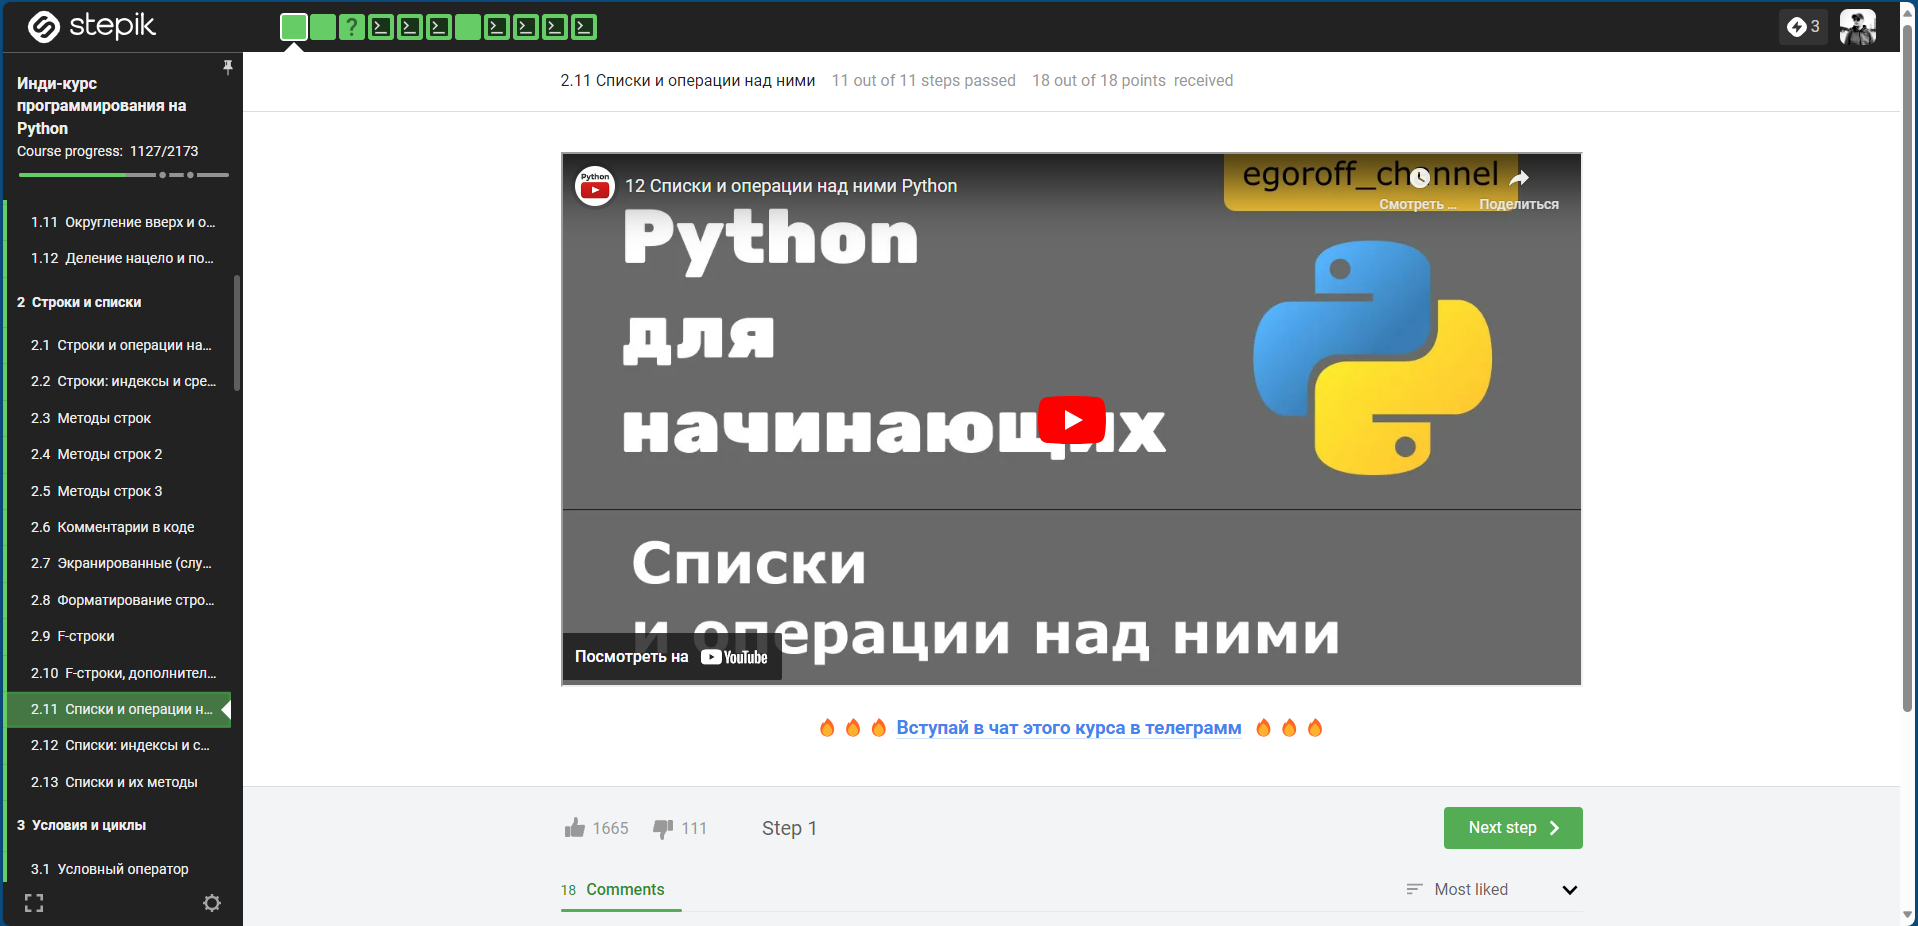 stepik
?
3
Инди-курс
программирования на
Python
Course progress: 1127/2173
1.11 Округление вверх и о...
1.12 Деление нацело и по...
2 Строки и списки
2.1 Строки и операции на...
2.2 Строки: индексы и сре...
2.3 Методы строк
2.4 Методы строк 2
2.5 Методы строк 3
2.6 Комментарии в коде
2.7 Экранированные (слу...
2.8 Форматирование стро...
2.9 F-строки
2.10 F-строки, дополнител...
2.11 Списки и операции н...
2.12 Списки: индексы и с...
2.13 Списки и их методы
3 Условия и циклы
3.1 Условный оператор
2.11 Списки и операции над ними 11 out of 11 steps passed 18 out of 18 points received
Python
12 Списки и операции над ними Python
egoroff_channel
Смотреть ...
Поделиться
Python
для
начинающих
Списки
и операции над ними
Посмотреть на YouTube
Вступай в чат этого курса в телеграмм
1665 111 Step 1
Next step
18 Comments
Most liked